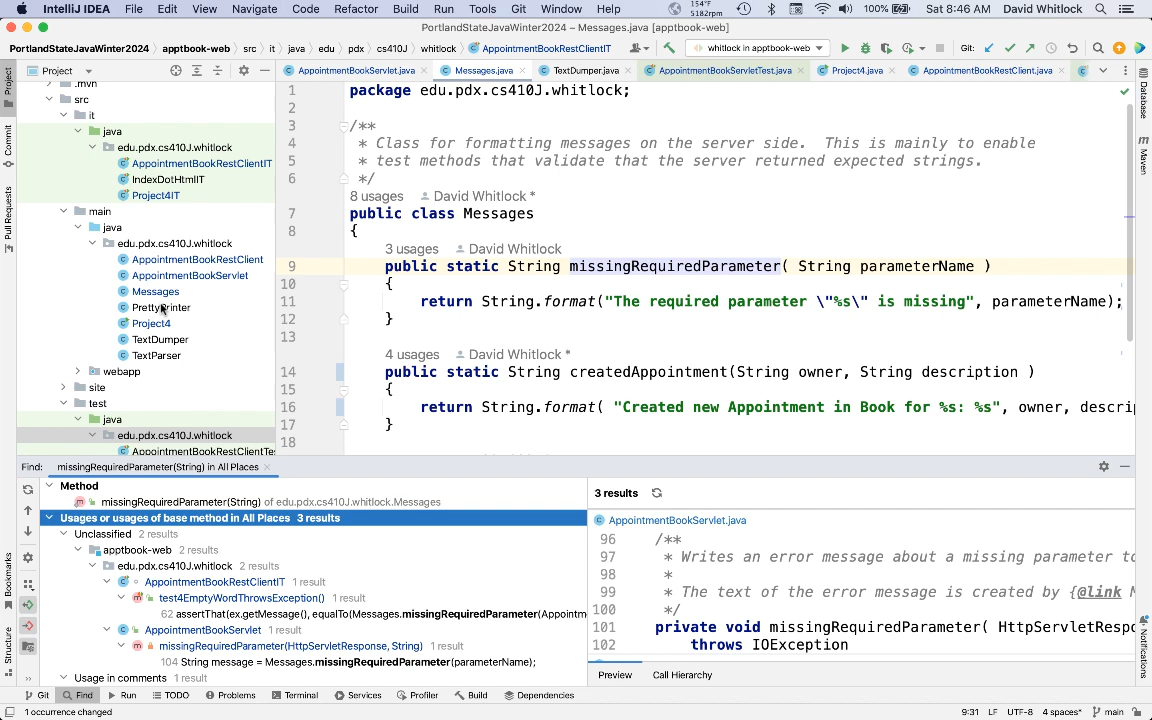 IntelliJ IDEA File Edit View Navigate Code Refactor Build Run Tools Git Window Help 154°F 5182rpm 100% Sat 8:46 AM David Whitlock
PortlandStateJavaWinter2024 – Messages.java [apptbook-web]
PortlandStateJavaWinter2024 apptbook-web src it java edu pdx cs410J whitlock AppointmentBookRestClientIT whitlock in apptbook-web Git:
Project AppointmentBookServlet.java Messages.java TextDumper.java AppointmentBookServletTest.java Project4.java AppointmentBookRestClient.java
Project
Commit
Pull Requests
Bookmarks
Structure
.mvn
src
it
java
edu.pdx.cs410J.whitlock
AppointmentBookRestClientIT
IndexDotHtmlIT
Project4IT
main
java
edu.pdx.cs410J.whitlock
AppointmentBookRestClient
AppointmentBookServlet
Messages
PrettyPrinter
Project4
TextDumper
TextParser
webapp
site
test
java
edu.pdx.cs410J.whitlock
AppointmentBookRestClientTe
1 package edu.pdx.cs410J.whitlock;
2
3 /**
4 * Class for formatting messages on the server side. This is mainly to enable
5 * test methods that validate that the server returned expected strings.
6 */
8 usages David Whitlock *
7 public class Messages
8 {
3 usages David Whitlock
9 public static String missingRequiredParameter( String parameterName )
10 {
11 return String.format("The required parameter \"%s\" is missing", parameterName);
12 }
13
4 usages David Whitlock *
14 public static String createdAppointment(String owner, String description )
15 {
16 return String.format( "Created new Appointment in Book for %s: %s", owner, descri
17 }
18
Database
Maven
Notifications
Find: missingRequiredParameter(String) in All Places
Method
missingRequiredParameter(String) of edu.pdx.cs410J.whitlock.Messages
Usages or usages of base method in All Places 3 results
Unclassified 2 results
apptbook-web 2 results
edu.pdx.cs410J.whitlock 2 results
AppointmentBookRestClientIT 1 result
test4EmptyWordThrowsException() 1 result
62 assertThat(ex.getMessage(), equalTo(Messages.missingRequiredParameter(Appointm
AppointmentBookServlet 1 result
missingRequiredParameter(HttpServletResponse, String) 1 result
104 String message = Messages.missingRequiredParameter(parameterName);
Usage in comments 1 result
3 results
AppointmentBookServlet.java
96 /**
97 * Writes an error message about a missing parameter to
98 *
99 * The text of the error message is created by {@link M
100 */
101 private void missingRequiredParameter( HttpServletRespo
102 throws IOException
Preview Call Hierarchy
Git Find Run TODO Problems Terminal Services Profiler Build Dependencies
1 occurrence changed 9:31 LF UTF-8 4 spaces* main